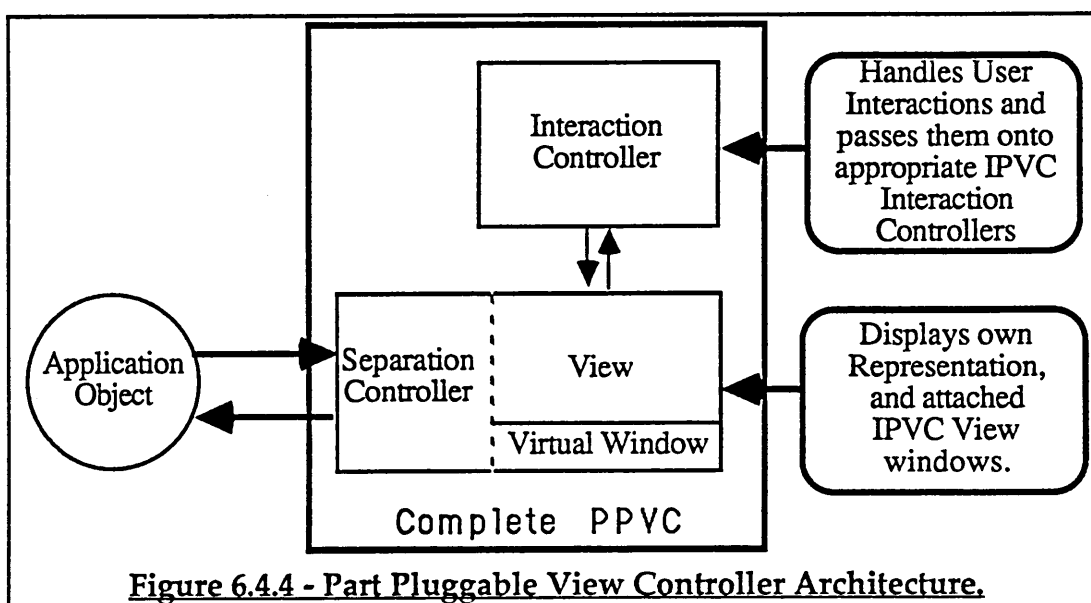 Interaction
Controller
Handles User
Interactions and
passes them onto
appropriate IPVC
Interaction
Controllers
Application
Object
Separation
Controller
View
Virtual Window
Displays own
Representation,
and attached
IPVC View
windows.
Complete PPVC
Figure 6.4.4 - Part Pluggable View Controller Architecture.